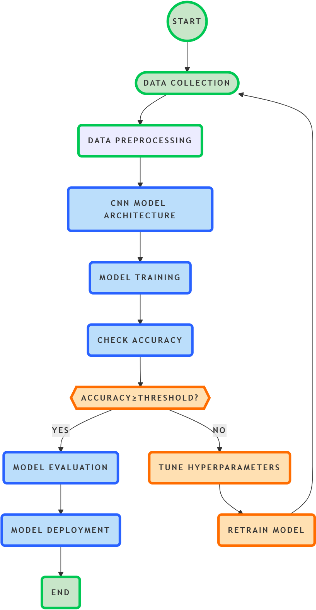 START
DATA COLLECTION
DATA PREPROCESSING
CNN MODEL
ARCHITECTURE
MODEL TRAINING
CHECK ACCURACY
ACCURACY≥THRESHOLD?
YES
NO
MODEL EVALUATION
TUNE HYPERPARAMETERS
MODEL DEPLOYMENT
RETRAIN MODEL
END